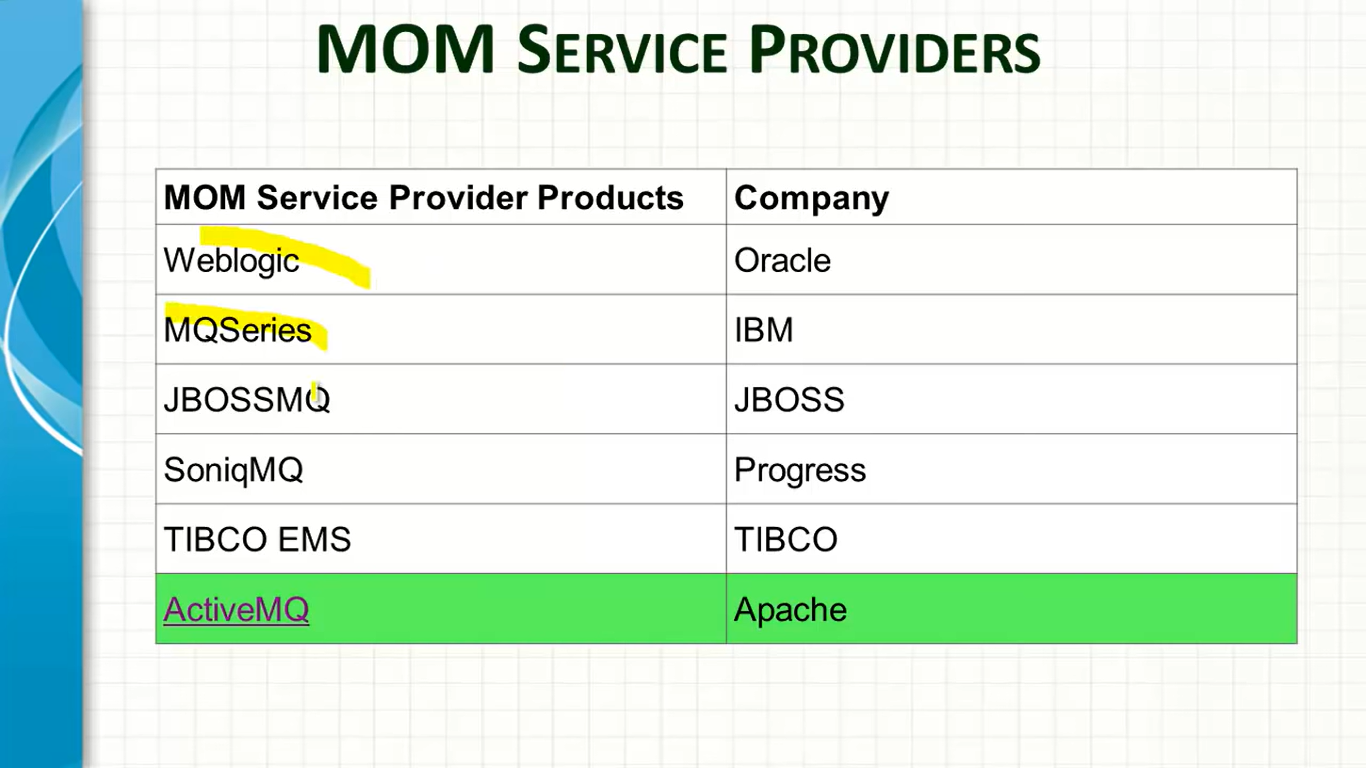 MOM SERVICE PROVIDERS
MOM Service Provider Products Company
Weblogic Oracle
MQSeries IBM
JBOSSMQ JBOSS
SoniqMQ Progress
TIBCO EMS TIBCO
ActiveMQ Apache